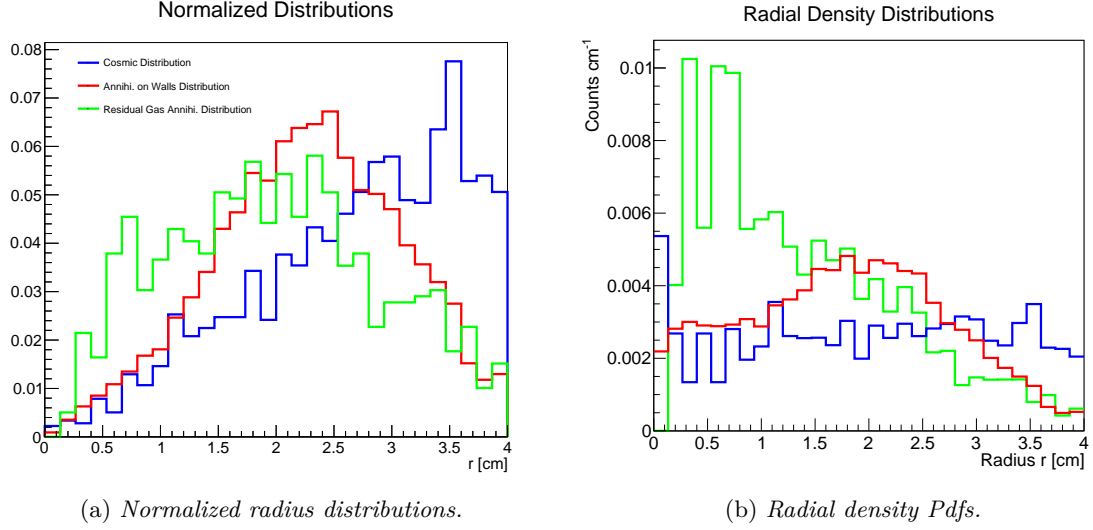 Normalized Distributions
0.08
0.07
0.06
0.05
0.04
0.03
0.02
0.01
0
Cosmic Distribution
Annihi. on Walls Distribution
Residual Gas Annihi. Distribution
0 0.5 1 1.5 2 2.5 3 3.5 4
r [cm]
(a) Normalized radius distributions.
Radial Density Distributions
Counts cm-1
0.01
0.008
0.006
0.004
0.002
0
0 0.5 1 1.5 2 2.5 3 3.5 4
Radius r [cm]
(b) Radial density Pdfs.